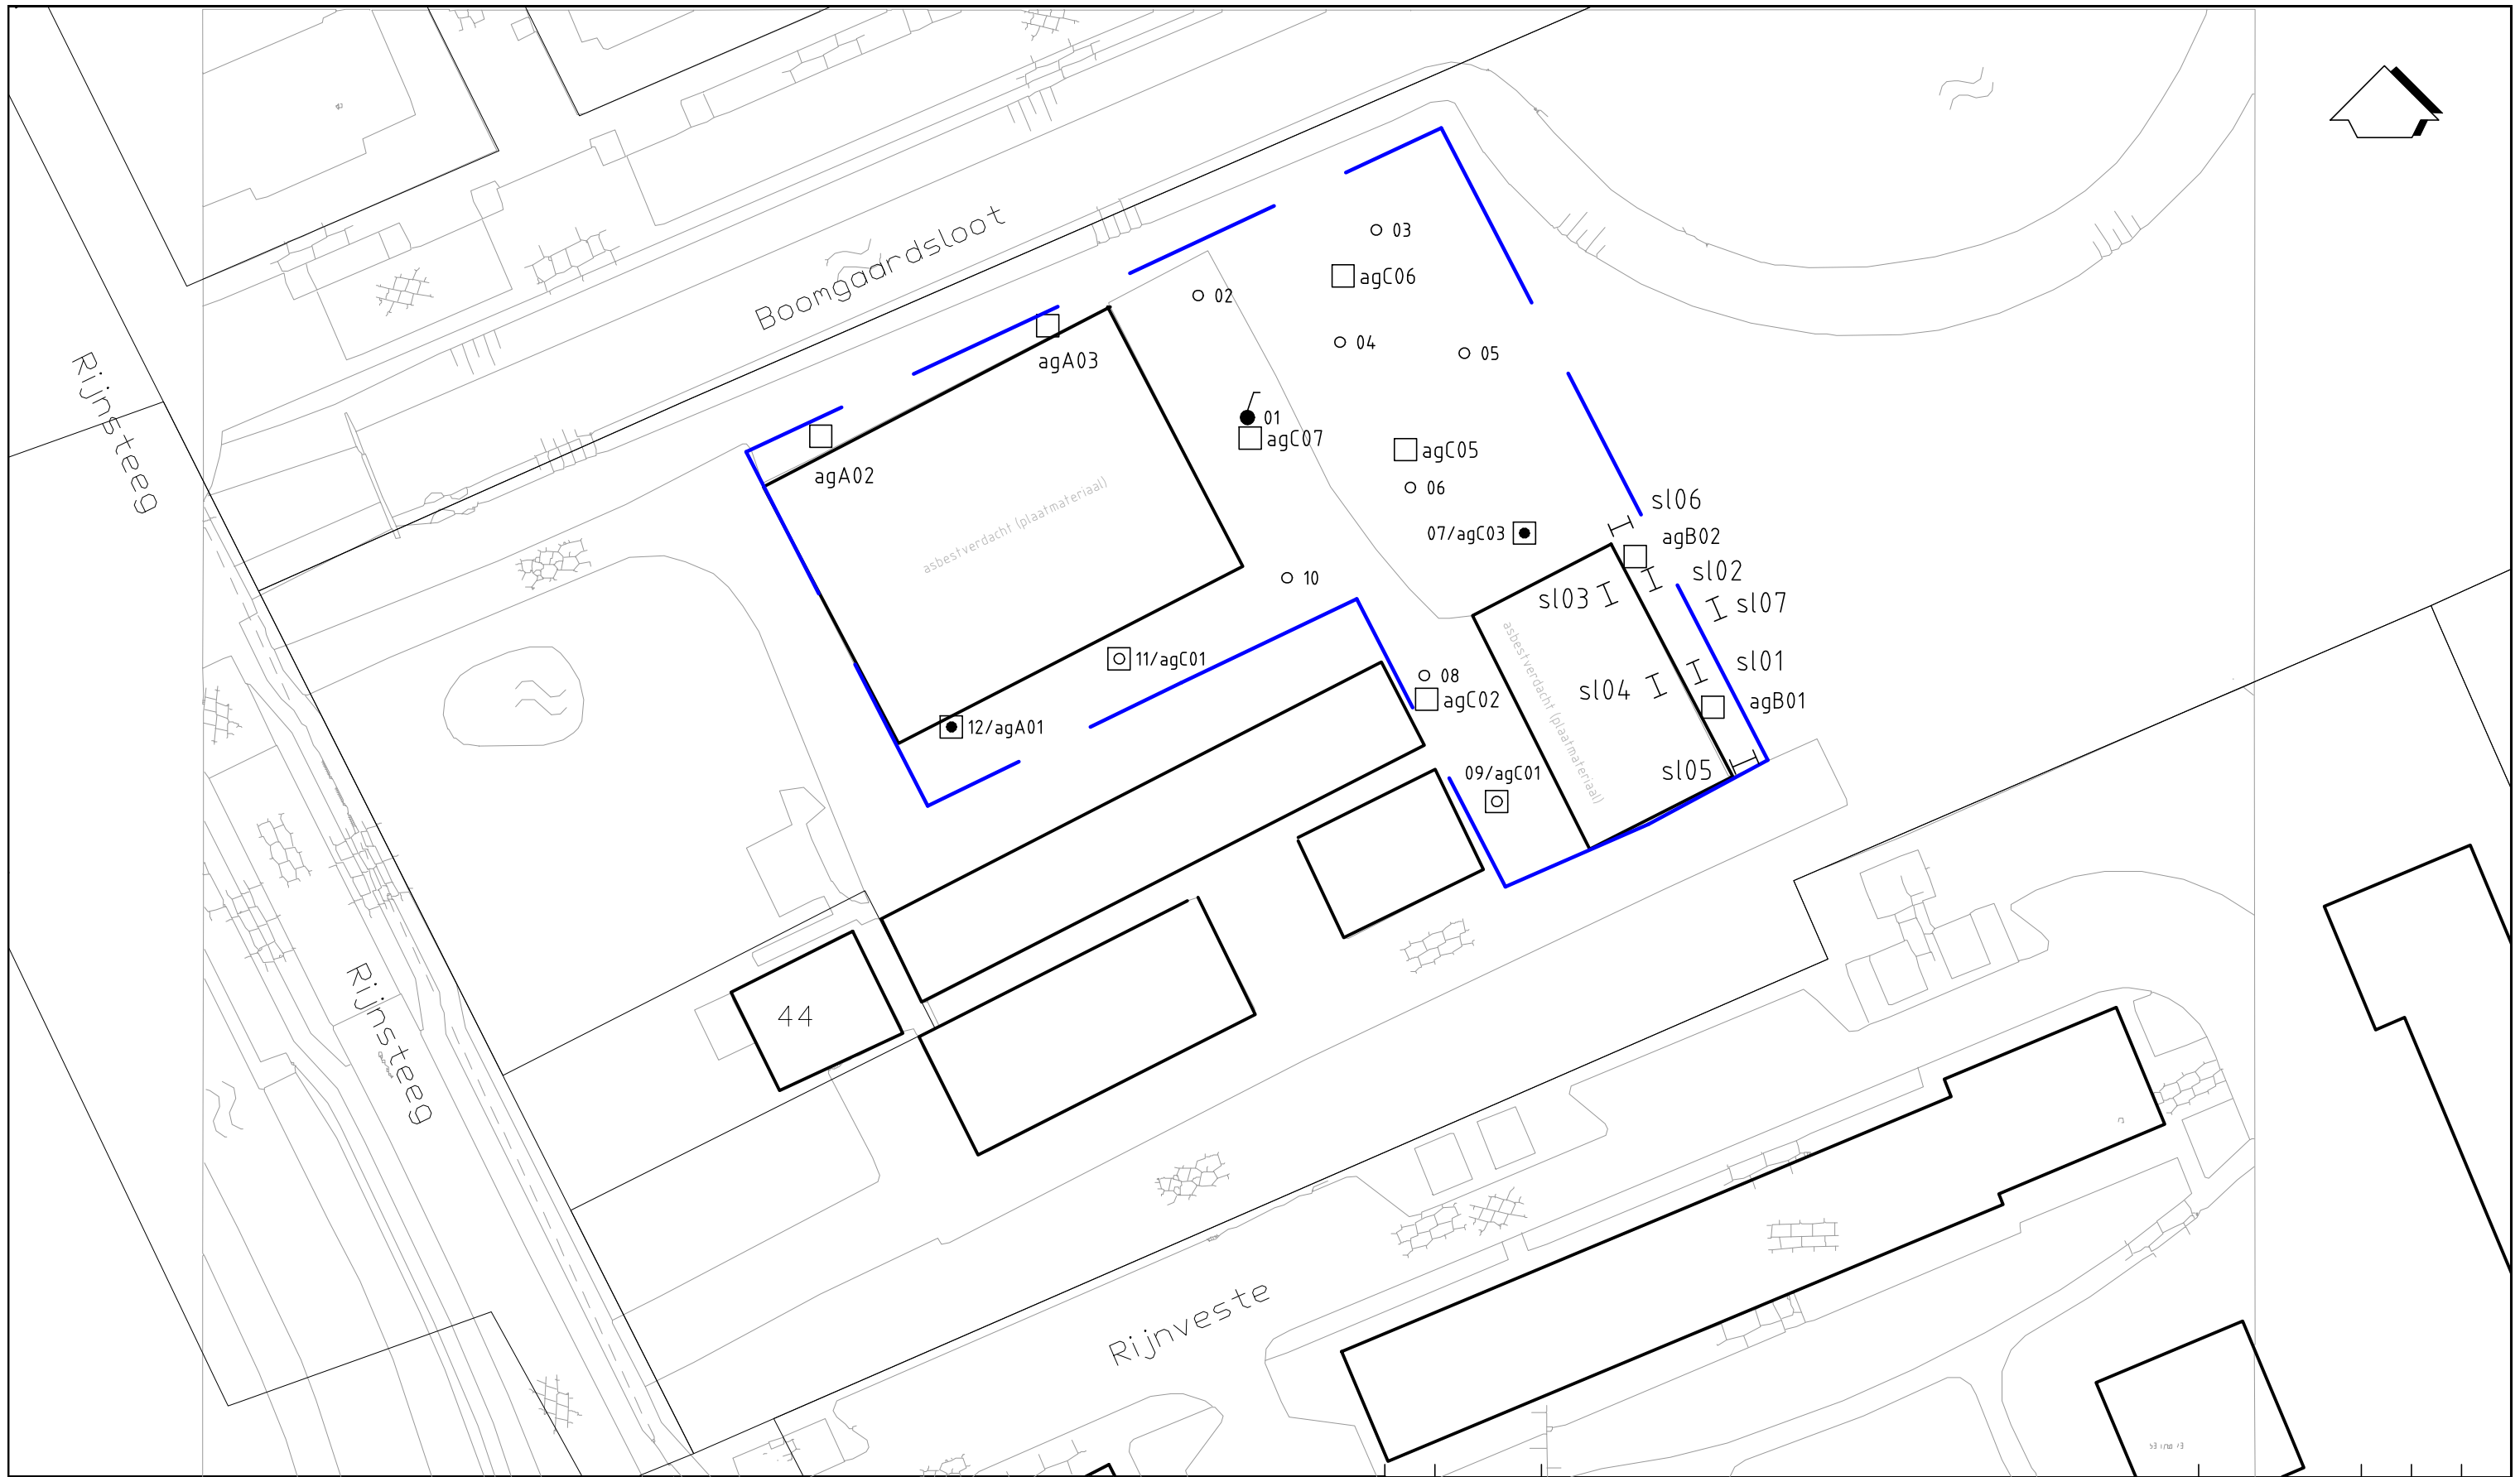 Boomgaardsloot
03
agC06
02
04
05
agA03
Rijnsteeg
01
agC07
agC05
agA02
06
sl06
07/agC03
agB02
asbestverdacht (plaatmateriaal)
sl02
10
sl03
sl07
11/agC01
sl01
08
sl04
agC02
agB01
asbestverdacht (plaatmateriaal)
12/agA01
sl05
09/agC01
44
Rijnsteeg
Rijnveste